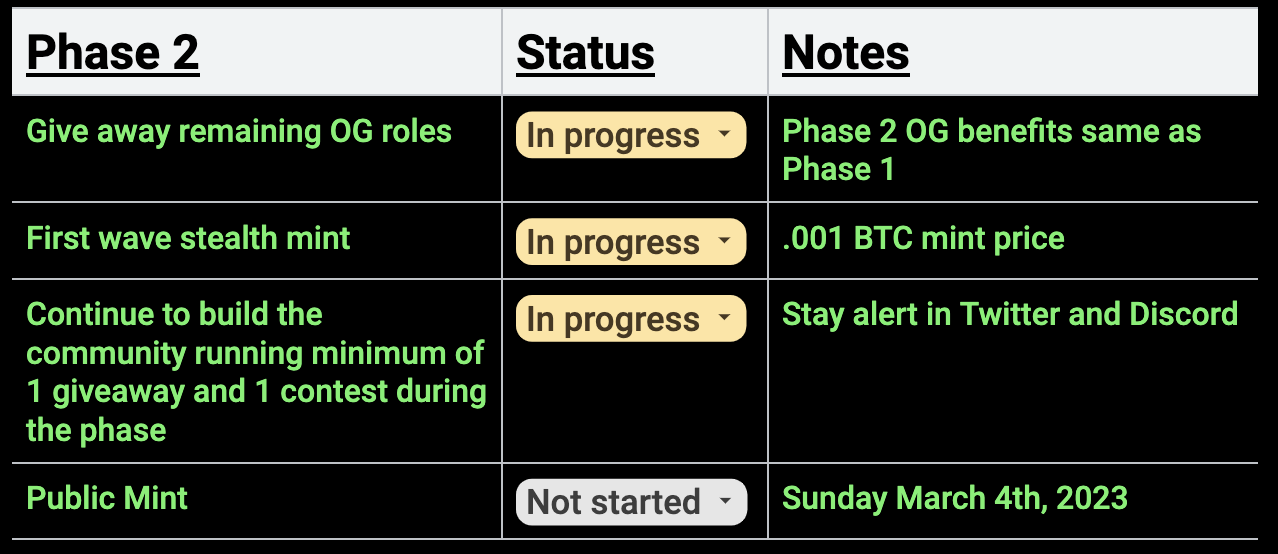 Phase 2 Status Notes
Give away remaining OG roles In progress Phase 2 OG benefits same as
Phase 1
First wave stealth mint In progress .001 BTC mint price
Continue to build the In progress Stay alert in Twitter and Discord
community running minimum of
1 giveaway and 1 contest during
the phase
Public Mint Not started Sunday March 4th, 2023